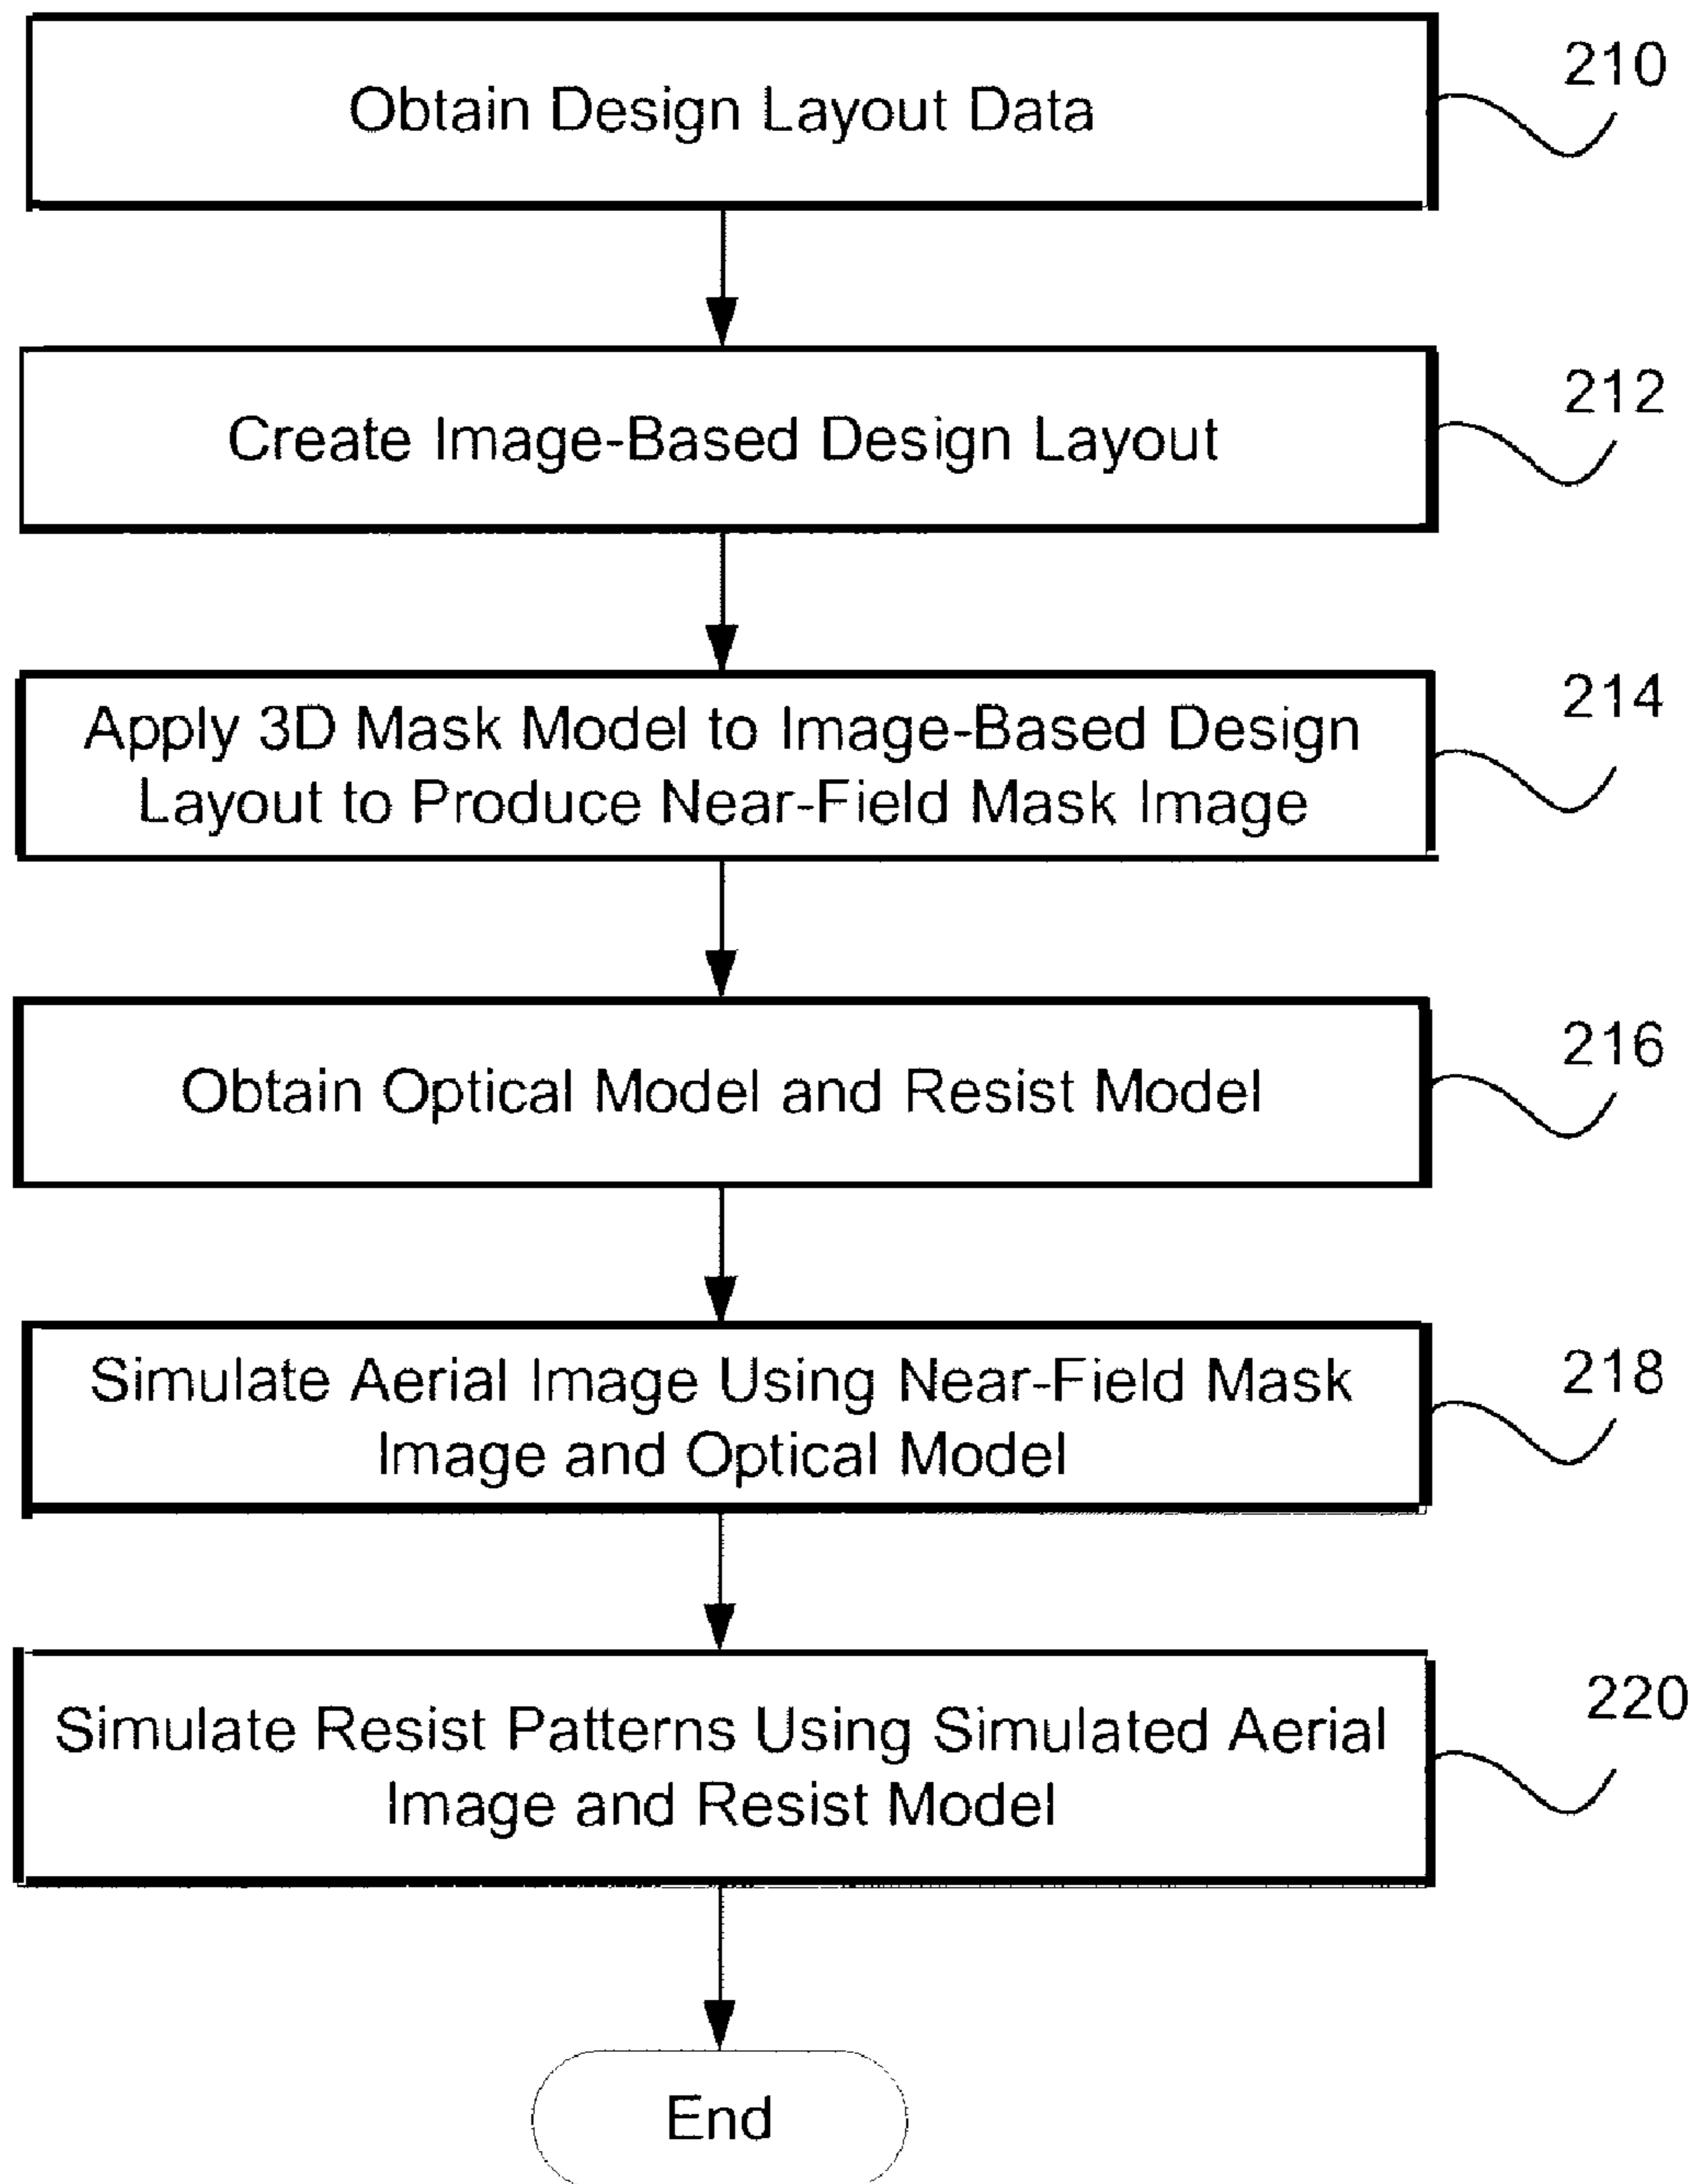 Obtain Design Layout Data
210
Create Image-Based Design Layout
212
Apply 3D Mask Model to Image-Based Design
Layout to Produce Near-Field Mask Image
214
Obtain Optical Model and Resist Model
216
Simulate Aerial Image Using Near-Field Mask
Image and Optical Model
218
Simulate Resist Patterns Using Simulated Aerial
Image and Resist Model
220
End